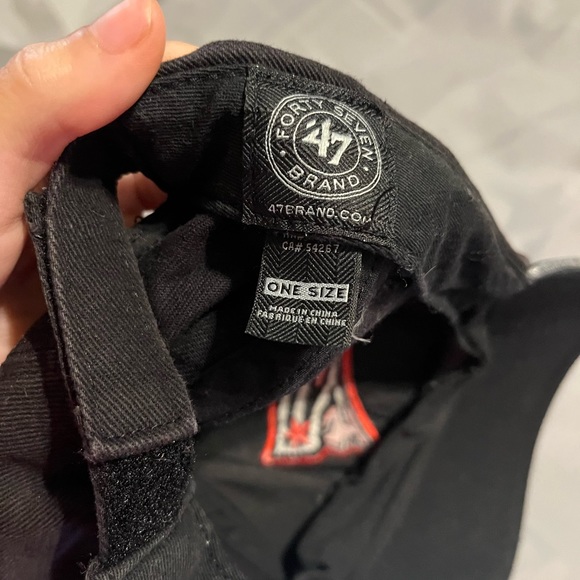 FORTY SEVEN
47
BRAND
47BRAND.COM
CA# 54267
ONE SIZE
MADE IN CHINA
FABRIQUE EN CHINE